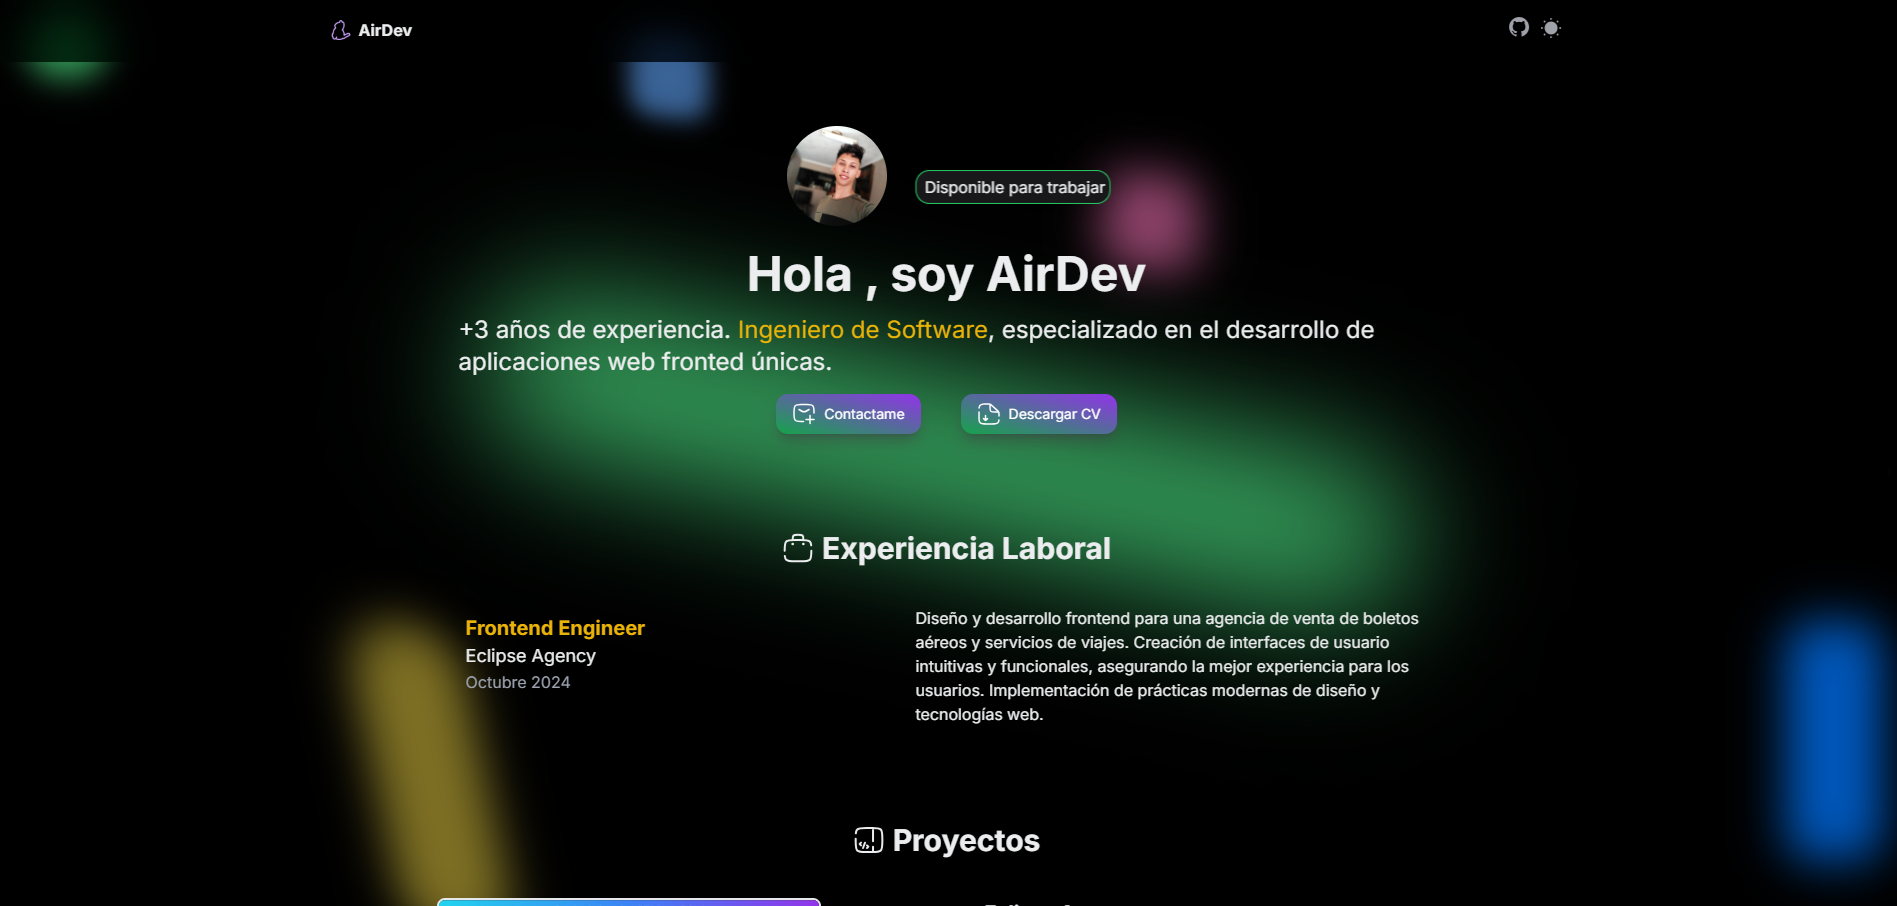 AirDev
Disponible para trabajar
Hola , soy AirDev
+3 años de experiencia. Ingeniero de Software, especializado en el desarrollo de
aplicaciones web fronted únicas.
Contactame
Descargar CV
Experiencia Laboral
Frontend Engineer
Eclipse Agency
Octubre 2024
Diseño y desarrollo frontend para una agencia de venta de boletos
aéreos y servicios de viajes. Creación de interfaces de usuario
intuitivas y funcionales, asegurando la mejor experiencia para los
usuarios. Implementación de prácticas modernas de diseño y
tecnologías web.
Proyectos